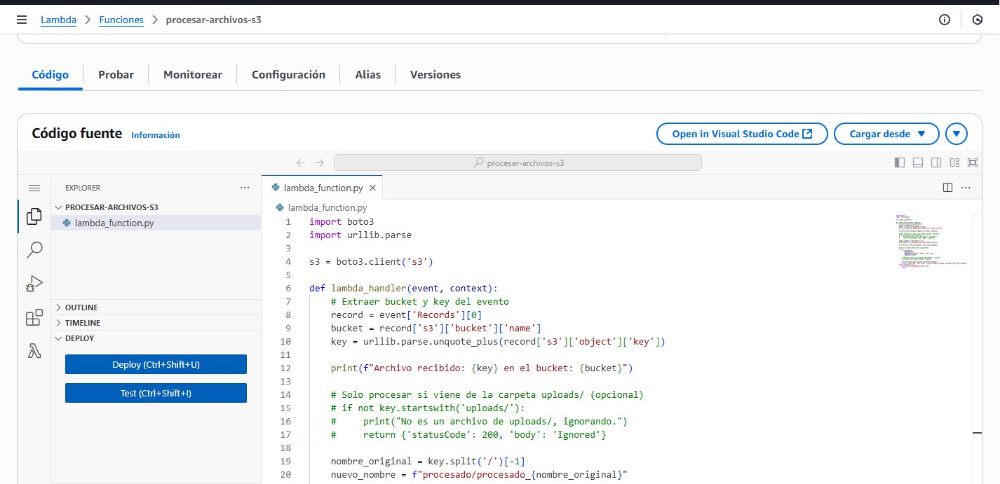 Lambda > Funciones > procesar-archivos-s3
Código Probar Monitorear Configuración Alias Versiones
Código fuente Información
Open in Visual Studio Code Cargar desde
procesar-archivos-s3
EXPLORER
PROCESAR-ARCHIVOS-S3
lambda_function.py
OUTLINE
TIMELINE
DEPLOY
Deploy (Ctrl+Shift+U)
Test (Ctrl+Shift+I)
lambda_function.py
lambda_function.py
1 import boto3
2 import urllib.parse
3
4 s3 = boto3.client('s3')
5
6 def lambda_handler(event, context):
7     # Extraer bucket y key del evento
8     record = event['Records'][0]
9     bucket = record['s3']['bucket']['name']
10     key = urllib.parse.unquote_plus(record['s3']['object']['key'])
11
12     print(f"Archivo recibido: {key} en el bucket: {bucket}")
13
14     # Solo procesar si viene de la carpeta uploads/ (opcional)
15     # if not key.startswith('uploads/'):
16     #     print("No es un archivo de uploads/, ignorando.")
17     #     return {'statusCode': 200, 'body': 'Ignored'}
18
19     nombre_original = key.split('/')[-1]
20     nuevo_nombre = f"procesado/procesado_{nombre_original}"